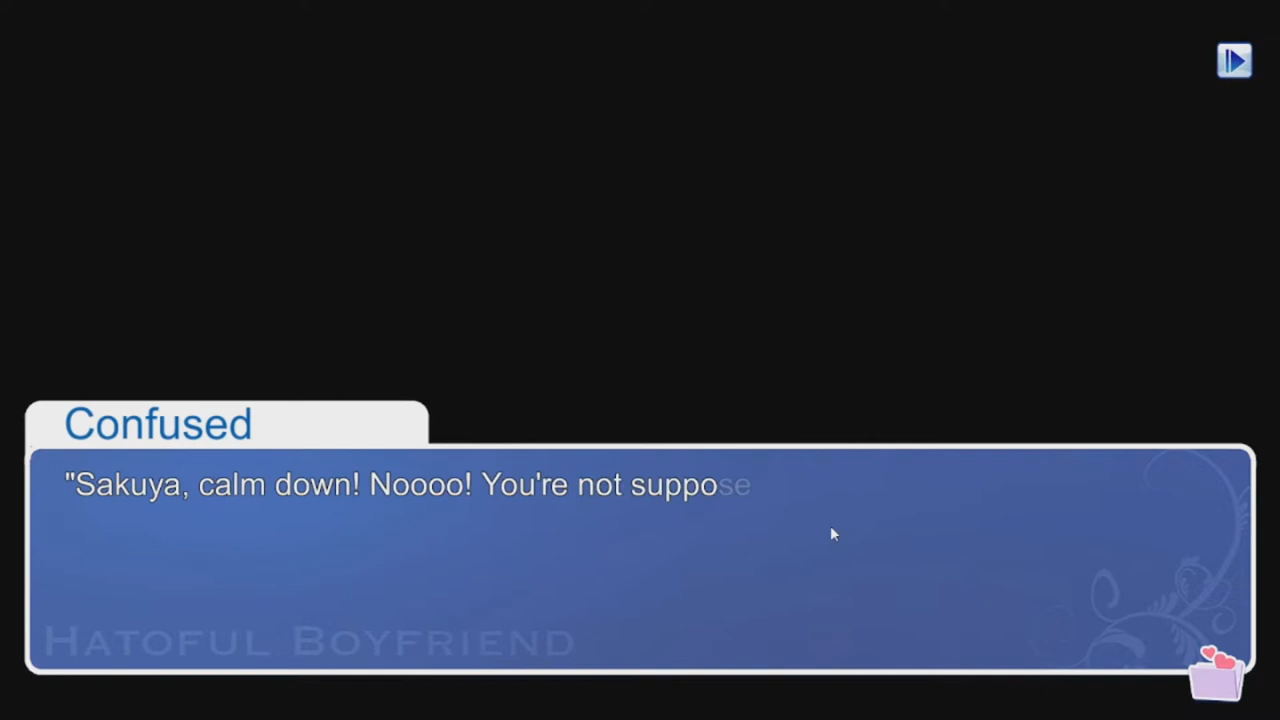 Confused
"Sakuya, calm down! Noooo! You're not suppose
HATOFUL BOYFRIEND